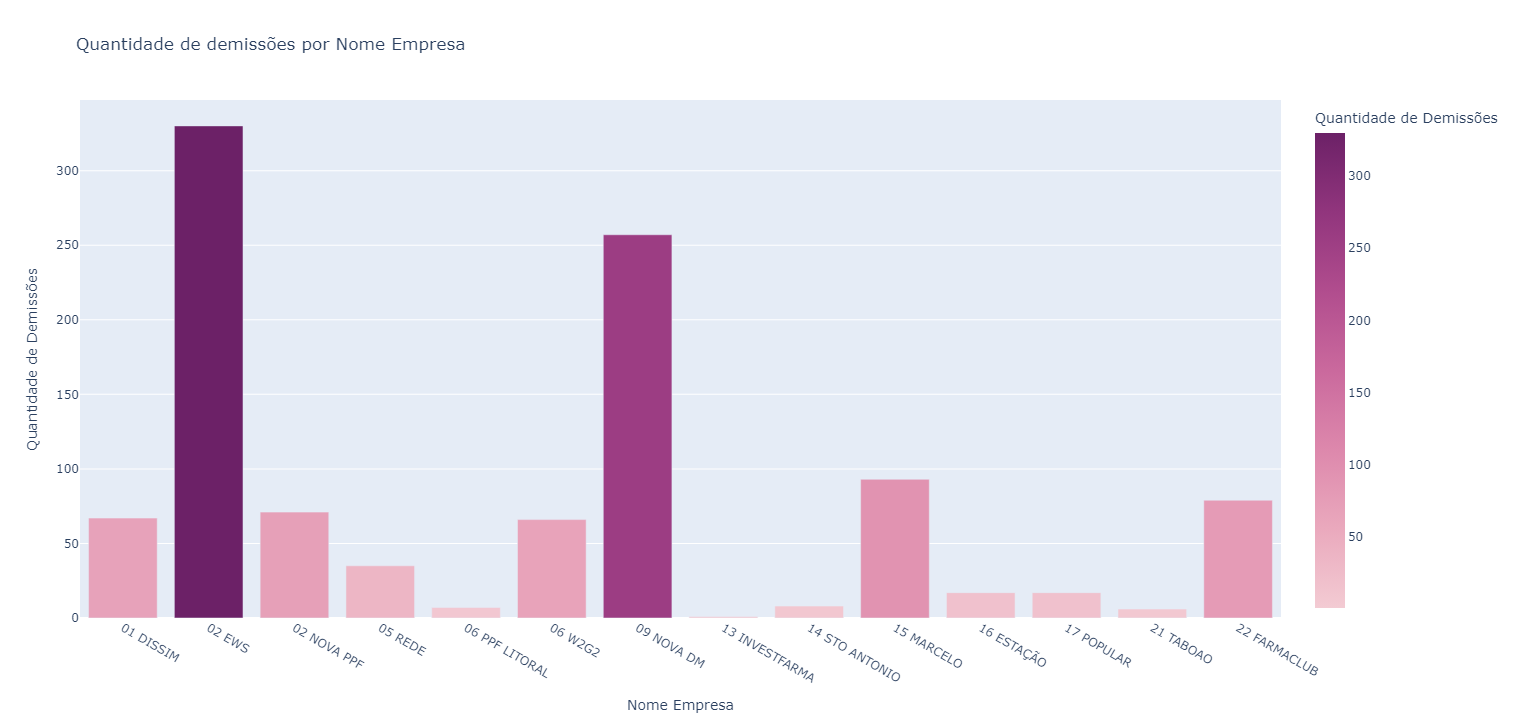 Quantidade de demissões por Nome Empresa
Quantidade de Demissões
300
250
200
150
100
50
0
Quantidade de Demissões
300
250
200
150
100
50
01 DISSIM
02 EWS
02 NOVA PPF
05 REDE
06 PPF LITORAL
06 W2G2
09 NOVA DM
13 INVESTFARMA
14 STO ANTONIO
15 MARCELO
16 ESTAÇÃO
17 POPULAR
21 TABOAO
22 FARMACLUB
Nome Empresa